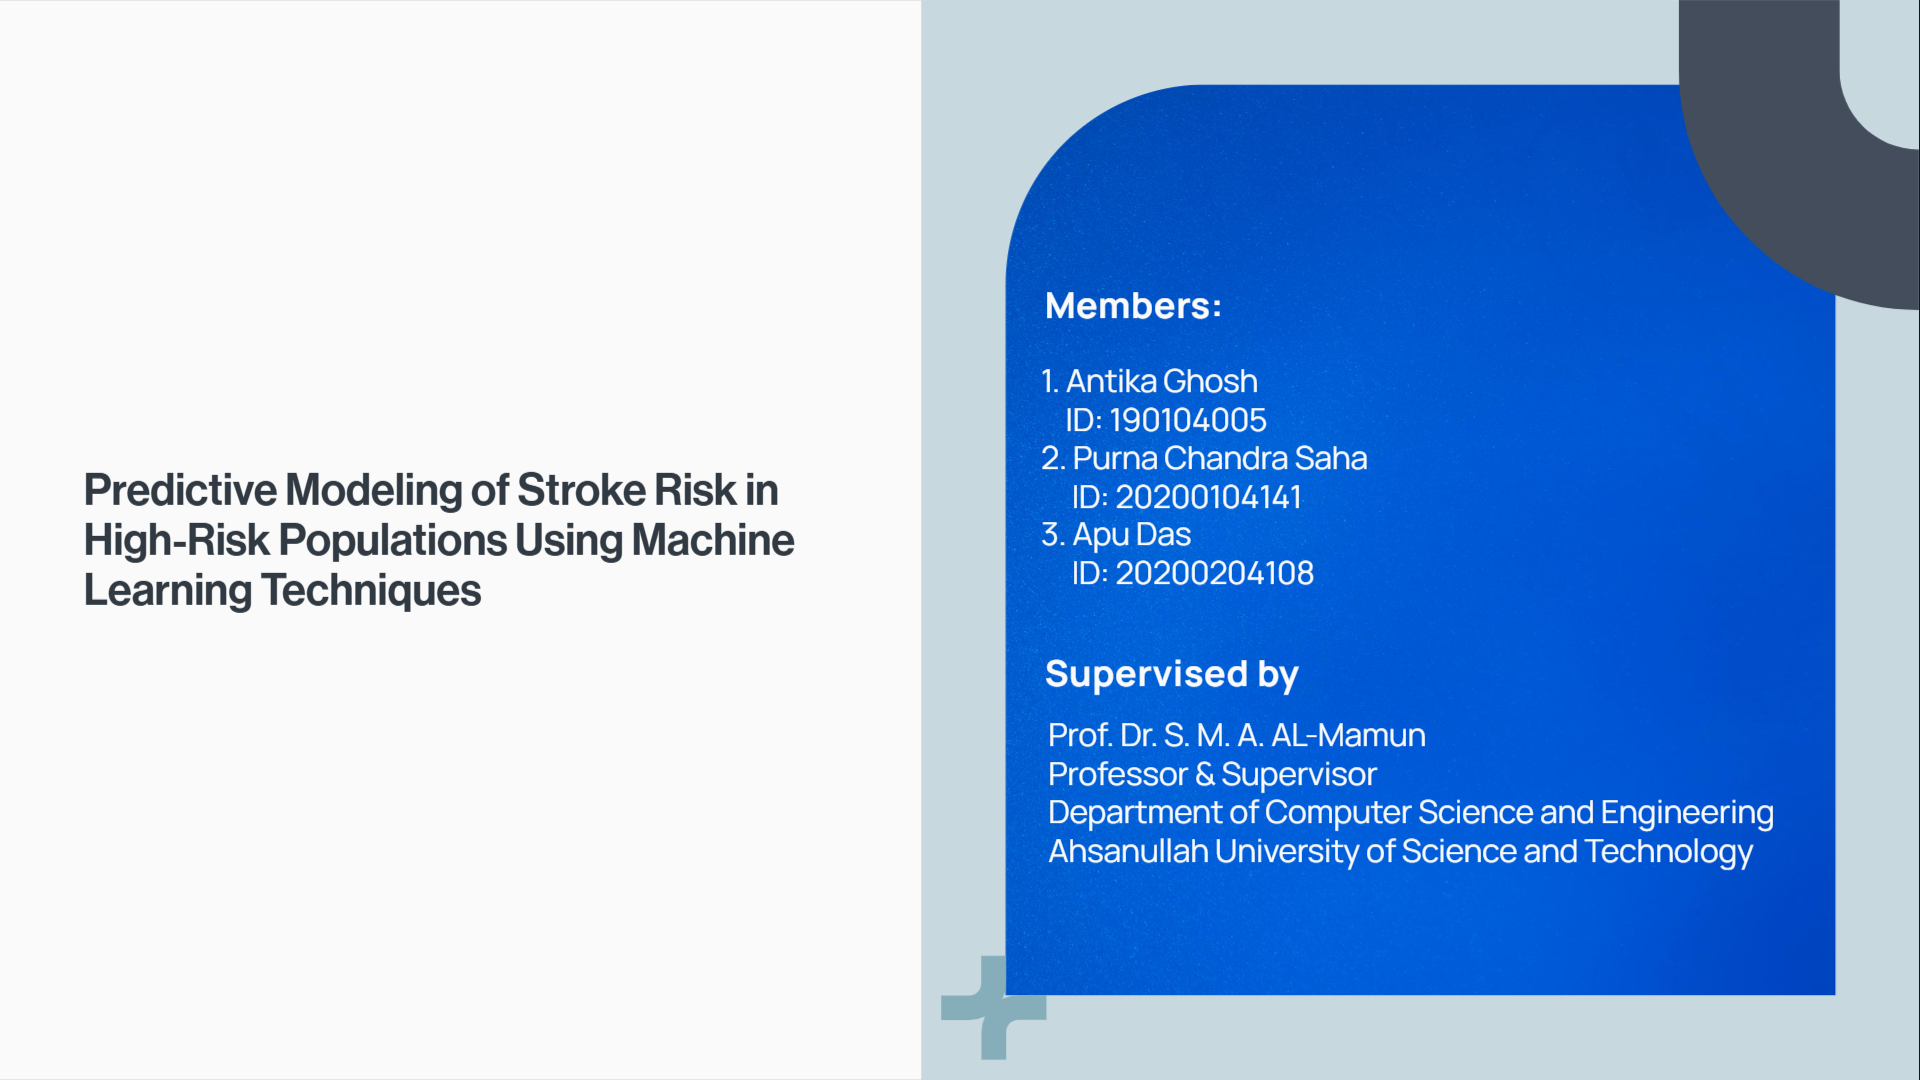 Predictive Modeling of Stroke Risk in
High-Risk Populations Using Machine
Learning Techniques
Members:
1. Antika Ghosh
ID: 190104005
2. Purna Chandra Saha
ID: 20200104141
3. Apu Das
ID: 20200204108
Supervised by
Prof. Dr. S. M. A. AL-Mamun
Professor & Supervisor
Department of Computer Science and Engineering
Ahsanullah University of Science and Technology